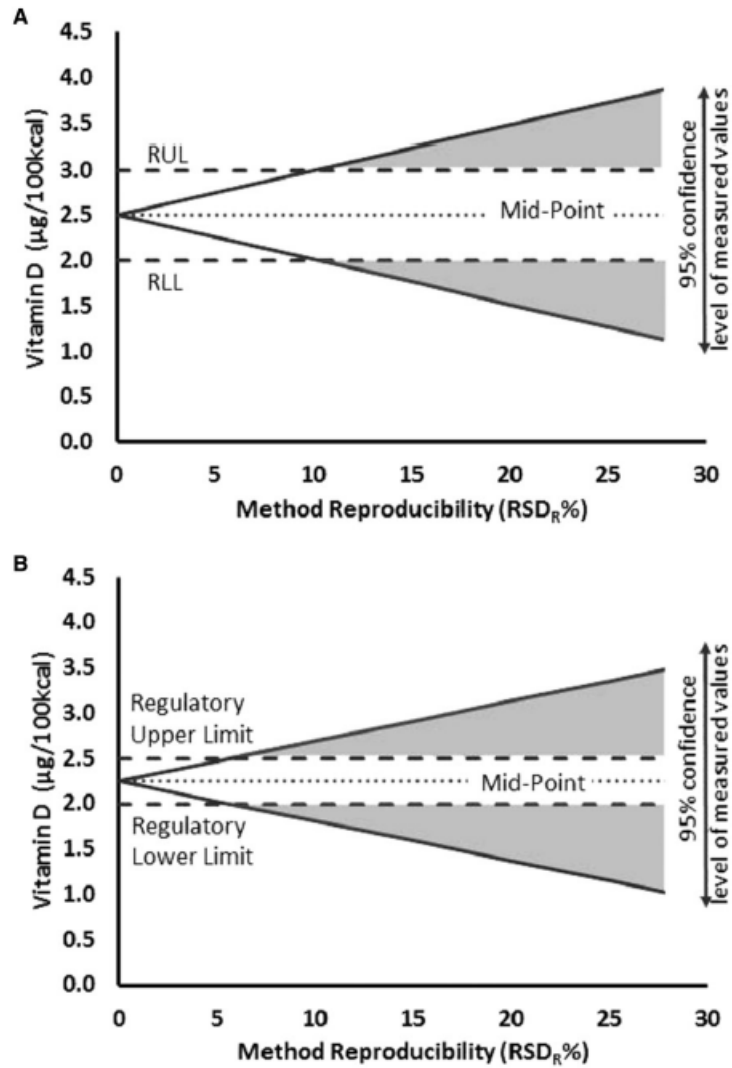 A
4.5
4.0
3.5
3.0
2.5
2.0
1.5
1.0
0.5
0.0
Vitamin D (µg/100kcal)
RUL
Mid-Point
RLL
95% confidence
level of measured values
0 5 10 15 20 25 30
Method Reproducibility (RSDR%)
B
4.5
4.0
3.5
3.0
2.5
2.0
1.5
1.0
0.5
0.0
Vitamin D (µg/100kcal)
Regulatory
Upper Limit
Mid-Point
Regulatory
Lower Limit
95% confidence
level of measured values
0 5 10 15 20 25 30
Method Reproducibility (RSDR%)